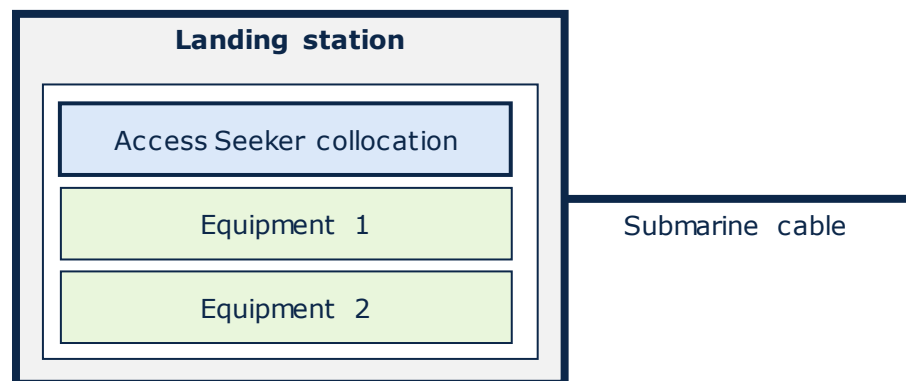 Landing station
Access Seeker collocation
Equipment 1
Submarine cable
Equipment 2